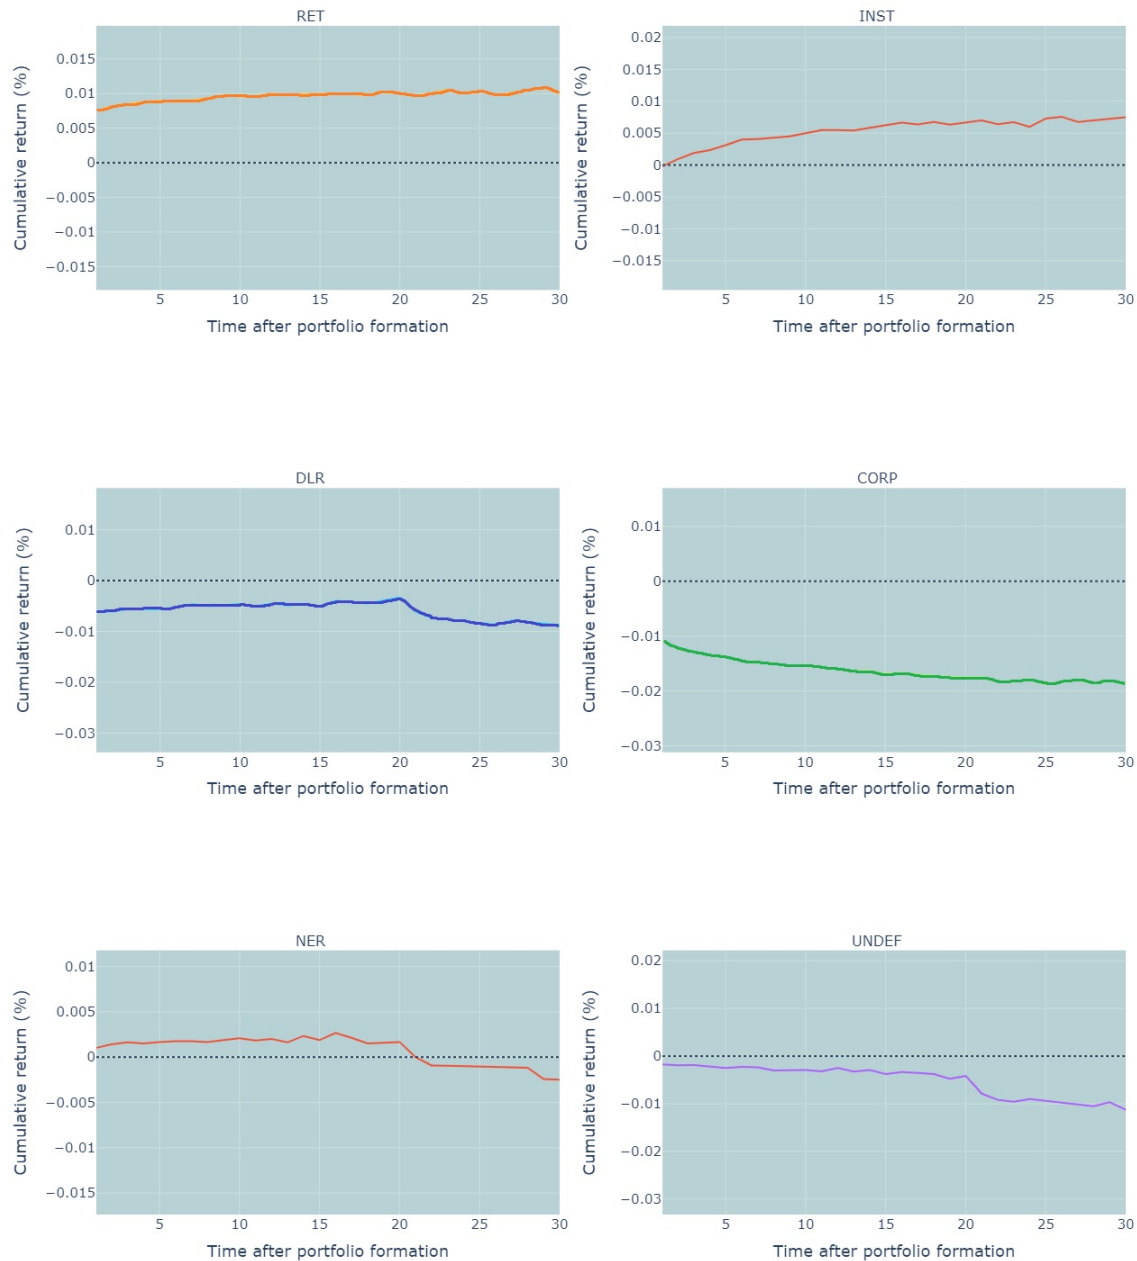 RET
Cumulative return (%)
0.015
0.01
0.005
0
−0.005
−0.01
−0.015
5 10 15 20 25 30
Time after portfolio formation
INST
Cumulative return (%)
0.02
0.015
0.01
0.005
0
−0.005
−0.01
−0.015
5 10 15 20 25 30
Time after portfolio formation
DLR
Cumulative return (%)
0.01
0
−0.01
−0.02
−0.03
5 10 15 20 25 30
Time after portfolio formation
CORP
Cumulative return (%)
0.01
0
−0.01
−0.02
−0.03
5 10 15 20 25 30
Time after portfolio formation
NER
Cumulative return (%)
0.01
0.005
0
−0.005
−0.01
−0.015
5 10 15 20 25 30
Time after portfolio formation
UNDEF
Cumulative return (%)
0.02
0.01
0
−0.01
−0.02
−0.03
5 10 15 20 25 30
Time after portfolio formation